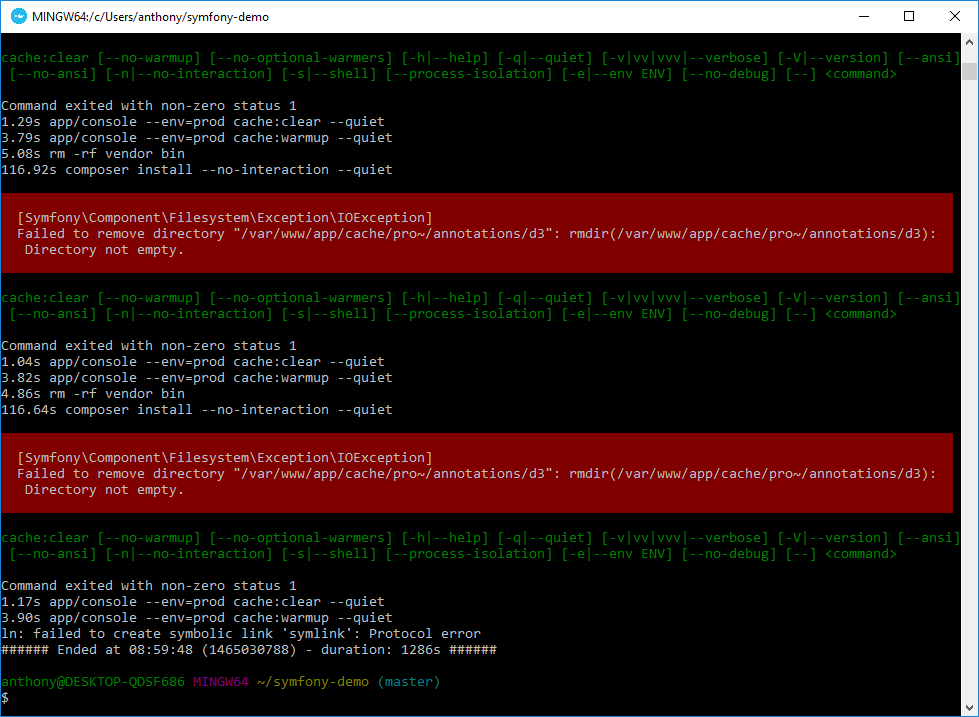 MINGW64:/c/Users/anthony/symfony-demo
cache:clear [--no-warmup] [--no-optional-warmers] [-h|--help] [-q|--quiet] [-v|vv|vvv|--verbose] [-V|--version] [--ansi]
[--no-ansi] [-n|--no-interaction] [-s|--shell] [--process-isolation] [-e|--env ENV] [--no-debug] [--] <command>
Command exited with non-zero status 1
1.29s app/console --env=prod cache:clear --quiet
3.79s app/console --env=prod cache:warmup --quiet
5.08s rm -rf vendor bin
116.92s composer install --no-interaction --quiet
[Symfony\Component\Filesystem\Exception\IOException]
Failed to remove directory "/var/www/app/cache/pro~/annotations/d3": rmdir(/var/www/app/cache/pro~/annotations/d3):
Directory not empty.
cache:clear [--no-warmup] [--no-optional-warmers] [-h|--help] [-q|--quiet] [-v|vv|vvv|--verbose] [-V|--version] [--ansi]
[--no-ansi] [-n|--no-interaction] [-s|--shell] [--process-isolation] [-e|--env ENV] [--no-debug] [--] <command>
Command exited with non-zero status 1
1.04s app/console --env=prod cache:clear --quiet
3.82s app/console --env=prod cache:warmup --quiet
4.86s rm -rf vendor bin
116.64s composer install --no-interaction --quiet
[Symfony\Component\Filesystem\Exception\IOException]
Failed to remove directory "/var/www/app/cache/pro~/annotations/d3": rmdir(/var/www/app/cache/pro~/annotations/d3):
Directory not empty.
cache:clear [--no-warmup] [--no-optional-warmers] [-h|--help] [-q|--quiet] [-v|vv|vvv|--verbose] [-V|--version] [--ansi]
[--no-ansi] [-n|--no-interaction] [-s|--shell] [--process-isolation] [-e|--env ENV] [--no-debug] [--] <command>
Command exited with non-zero status 1
1.17s app/console --env=prod cache:clear --quiet
3.90s app/console --env=prod cache:warmup --quiet
ln: failed to create symbolic link 'symlink': Protocol error
###### Ended at 08:59:48 (1465030788) - duration: 1286s ######
anthony@DESKTOP-QDSF686 MINGW64 ~/symfony-demo (master)
$